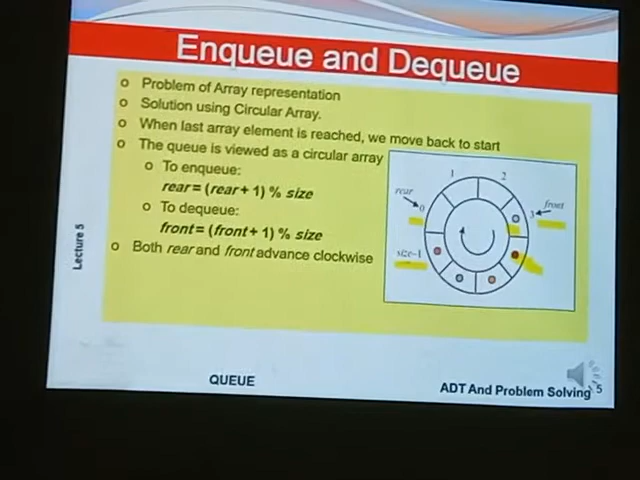 Enqueue and Dequeue
o Problem of Array representation
o Solution using Circular Array.
o When last array element is reached, we move back to start
o The queue is viewed as a circular array
o To enqueue:
rear = (rear + 1) % size
o To dequeue:
front = (front + 1) % size
o Both rear and front advance clockwise
1 2
rear
0
3 front
size-1
Lecture 5
QUEUE
ADT And Problem Solving 5